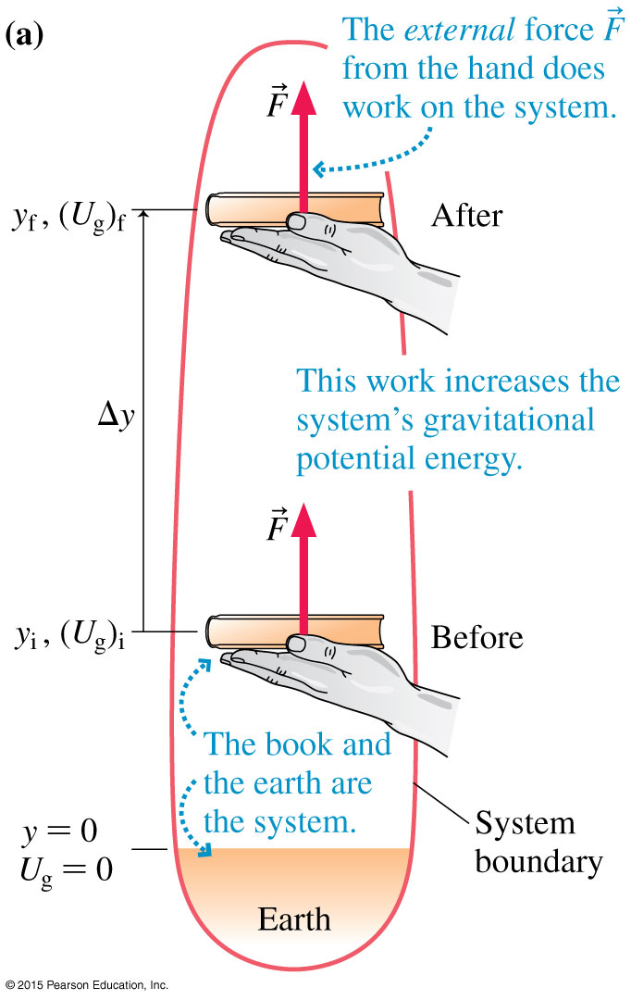 (a)
The external force F⃗
from the hand does
work on the system.
F⃗
yf , (Ug)f
After
Δy
This work increases the
system's gravitational
potential energy.
F⃗
yi , (Ug)i
Before
The book and
the earth are
the system.
y = 0
Ug = 0
System
boundary
Earth
© 2015 Pearson Education, Inc.